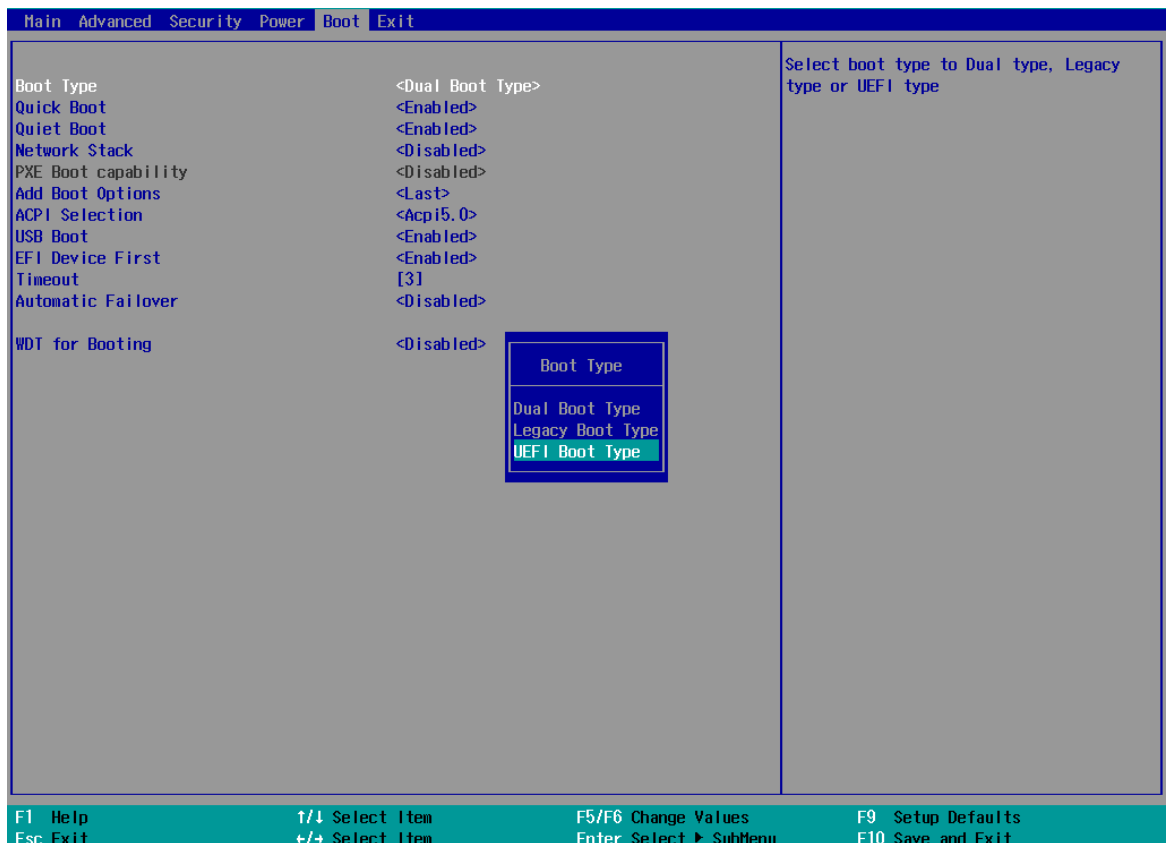 Main Advanced Security Power Boot Exit
Boot Type <Dual Boot Type>
Quick Boot <Enabled>
Quiet Boot <Enabled>
Network Stack <Disabled>
PXE Boot capability <Disabled>
Add Boot Options <Last>
ACPI Selection <Acpi5.0>
USB Boot <Enabled>
EFI Device First <Enabled>
Timeout [3]
Automatic Failover <Disabled>
WDT for Booting <Disabled>
Boot Type
Dual Boot Type
Legacy Boot Type
UEFI Boot Type
Select boot type to Dual type, Legacy
type or UEFI type
F1 Help ↑/↓ Select Item F5/F6 Change Values F9 Setup Defaults
Esc Exit ←/→ Select Item Enter Select ▶ SubMenu F10 Save and Exit